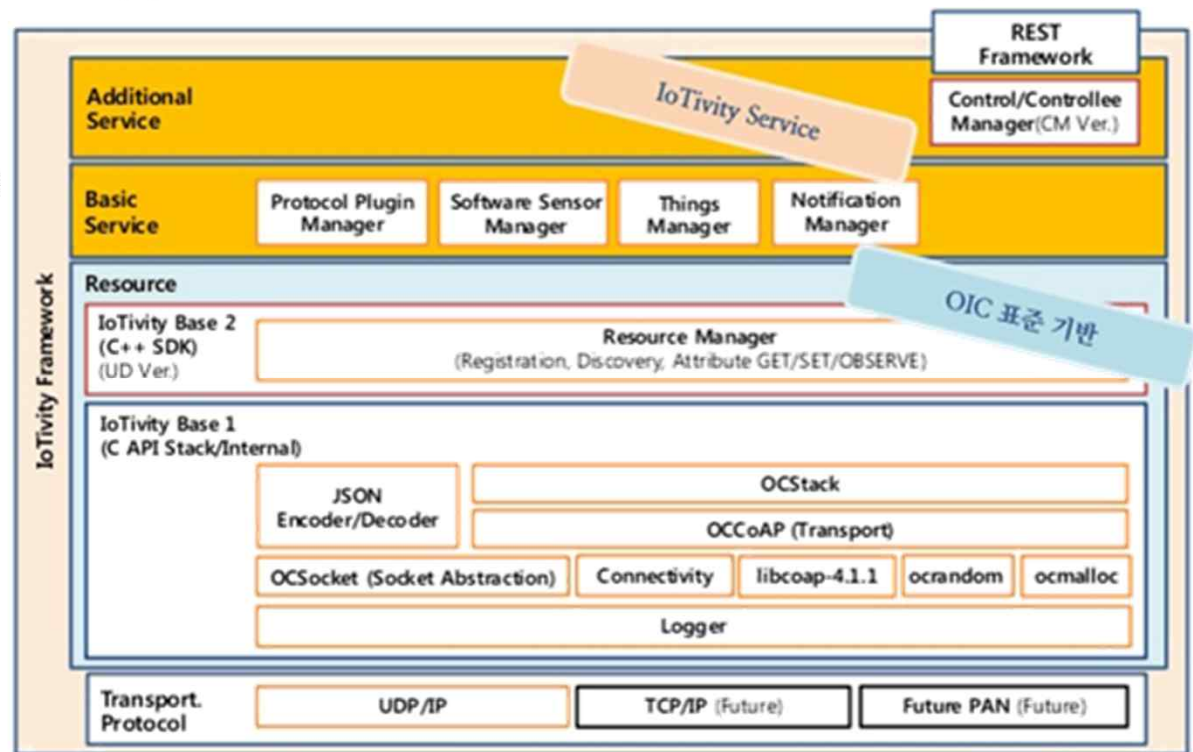 REST
Framework
Additional
Service
IoTivity Service
Control/Controllee
Manager(CM Ver.)
Basic
Service
Protocol Plugin
Manager
Software Sensor
Manager
Things
Manager
Notification
Manager
IoTivity Framework
Resource
OIC 표준 기반
IoTivity Base 2
(C++ SDK)
(UD Ver.)
Resource Manager
(Registration, Discovery, Attribute GET/SET/OBSERVE)
IoTivity Base 1
(C API Stack/Internal)
JSON
Encoder/Decoder
OCStack
OCCoAP (Transport)
OCSocket (Socket Abstraction)
Connectivity
libcoap-4.1.1
ocrandom
ocmalloc
Logger
Transport.
Protocol
UDP/IP
TCP/IP (Future)
Future PAN (Future)